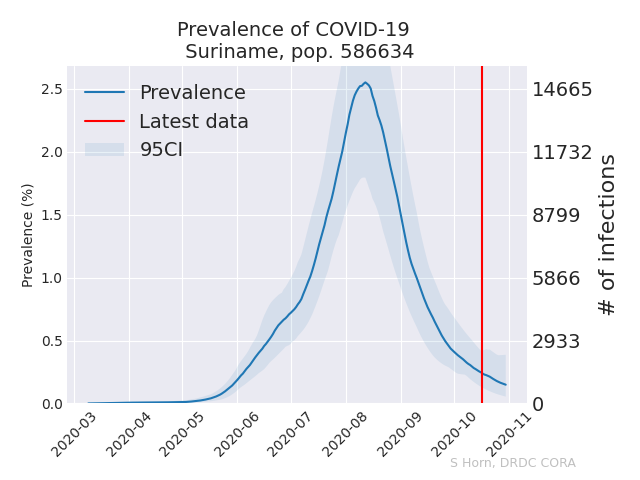 Prevalence of COVID-19
Suriname, pop. 586634
Prevalence
Latest data
95CI
Prevalence (%)
2.5
2.0
1.5
1.0
0.5
0.0
14665
11732
8799
5866
2933
0
# of infections
2020-03
2020-04
2020-05
2020-06
2020-07
2020-08
2020-09
2020-10
2020-11
S Horn, DRDC CORA